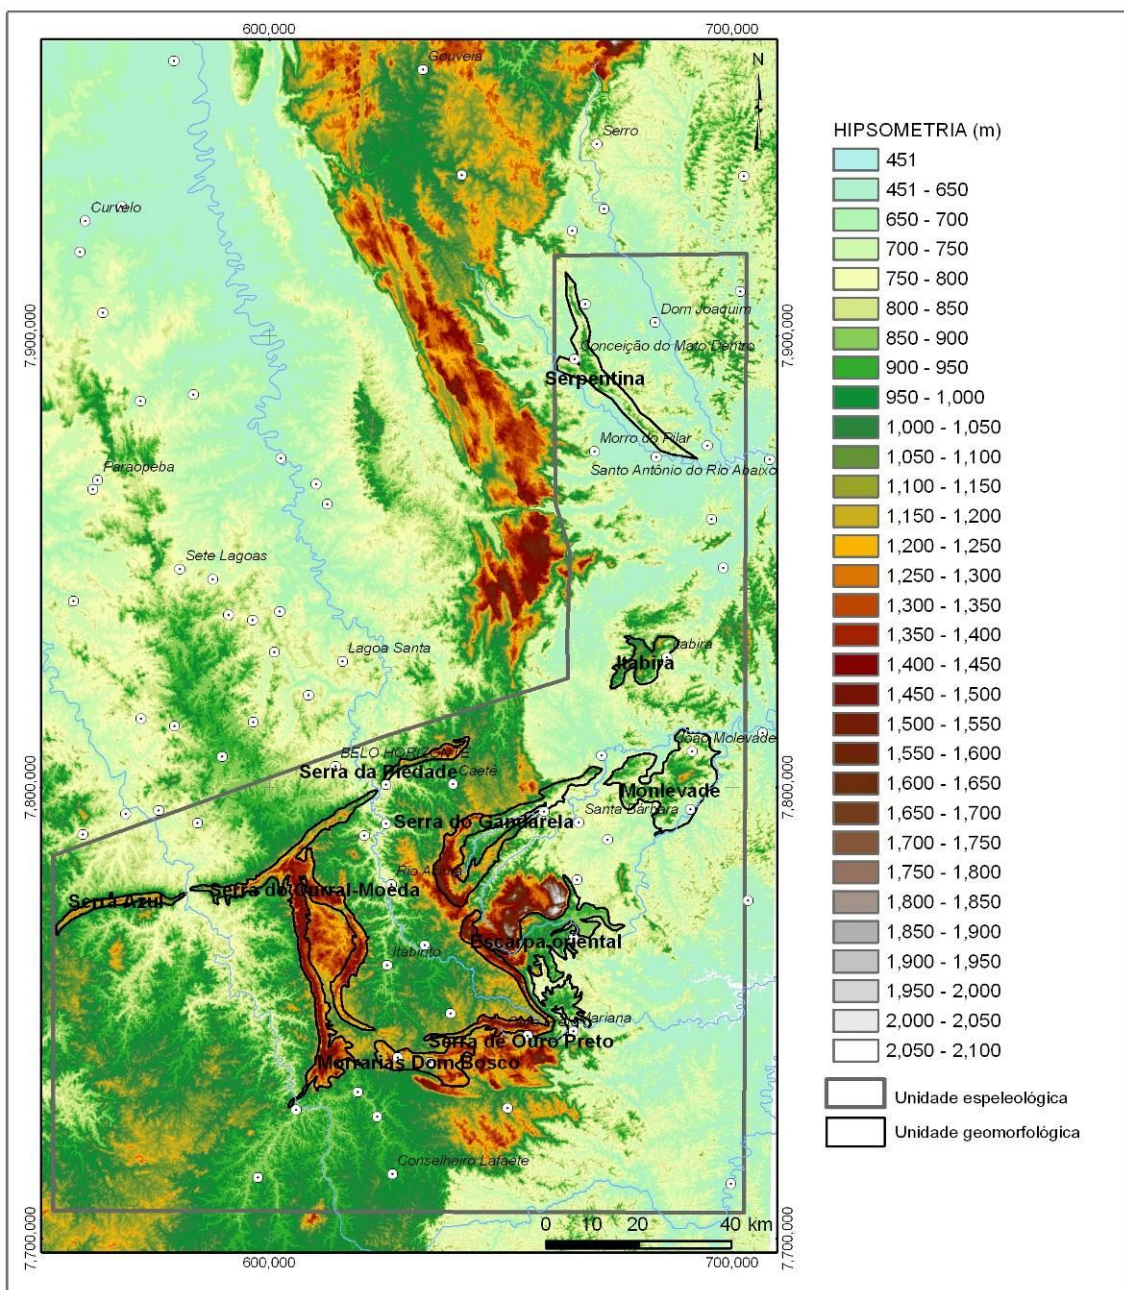 600,000
700,000
N
Gouveia
Serro
Curvelo
7,900,000
7,900,000
Dom Joaquim
Conceição do Mato Dentro
Serpentina
Morro do Pilar
Santo Antônio do Rio Abaixo
Paraopeba
Sete Lagoas
Lagoa Santa
Itabira
Itabira
João Molevade
BELO HORIZONTE
Serra da Piedade
Caeté
Monlevade
7,800,000
7,800,000
Santa Bárbara
Serra do Gandarela
Rio Acima
Serra do Curral-Moeda
Serra Azul
Escarpa oriental
Itabirito
Mariana
Serra de Ouro Preto
Morrarias Dom Bosco
Conselheiro Lafaete
0 10 20 40 km
7,700,000
7,700,000
600,000
700,000
HIPSOMETRIA (m)
451
451 - 650
650 - 700
700 - 750
750 - 800
800 - 850
850 - 900
900 - 950
950 - 1,000
1,000 - 1,050
1,050 - 1,100
1,100 - 1,150
1,150 - 1,200
1,200 - 1,250
1,250 - 1,300
1,300 - 1,350
1,350 - 1,400
1,400 - 1,450
1,450 - 1,500
1,500 - 1,550
1,550 - 1,600
1,600 - 1,650
1,650 - 1,700
1,700 - 1,750
1,750 - 1,800
1,800 - 1,850
1,850 - 1,900
1,900 - 1,950
1,950 - 2,000
2,000 - 2,050
2,050 - 2,100
Unidade espeleológica
Unidade geomorfológica